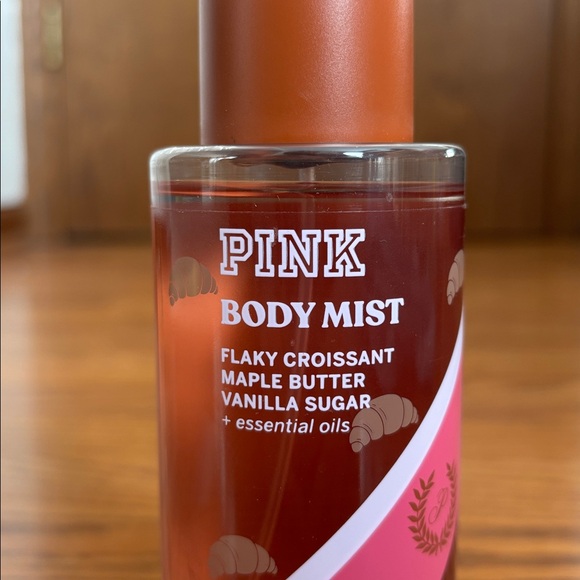 PINK
BODY MIST
FLAKY CROISSANT
MAPLE BUTTER
VANILLA SUGAR
+ essential oils
P